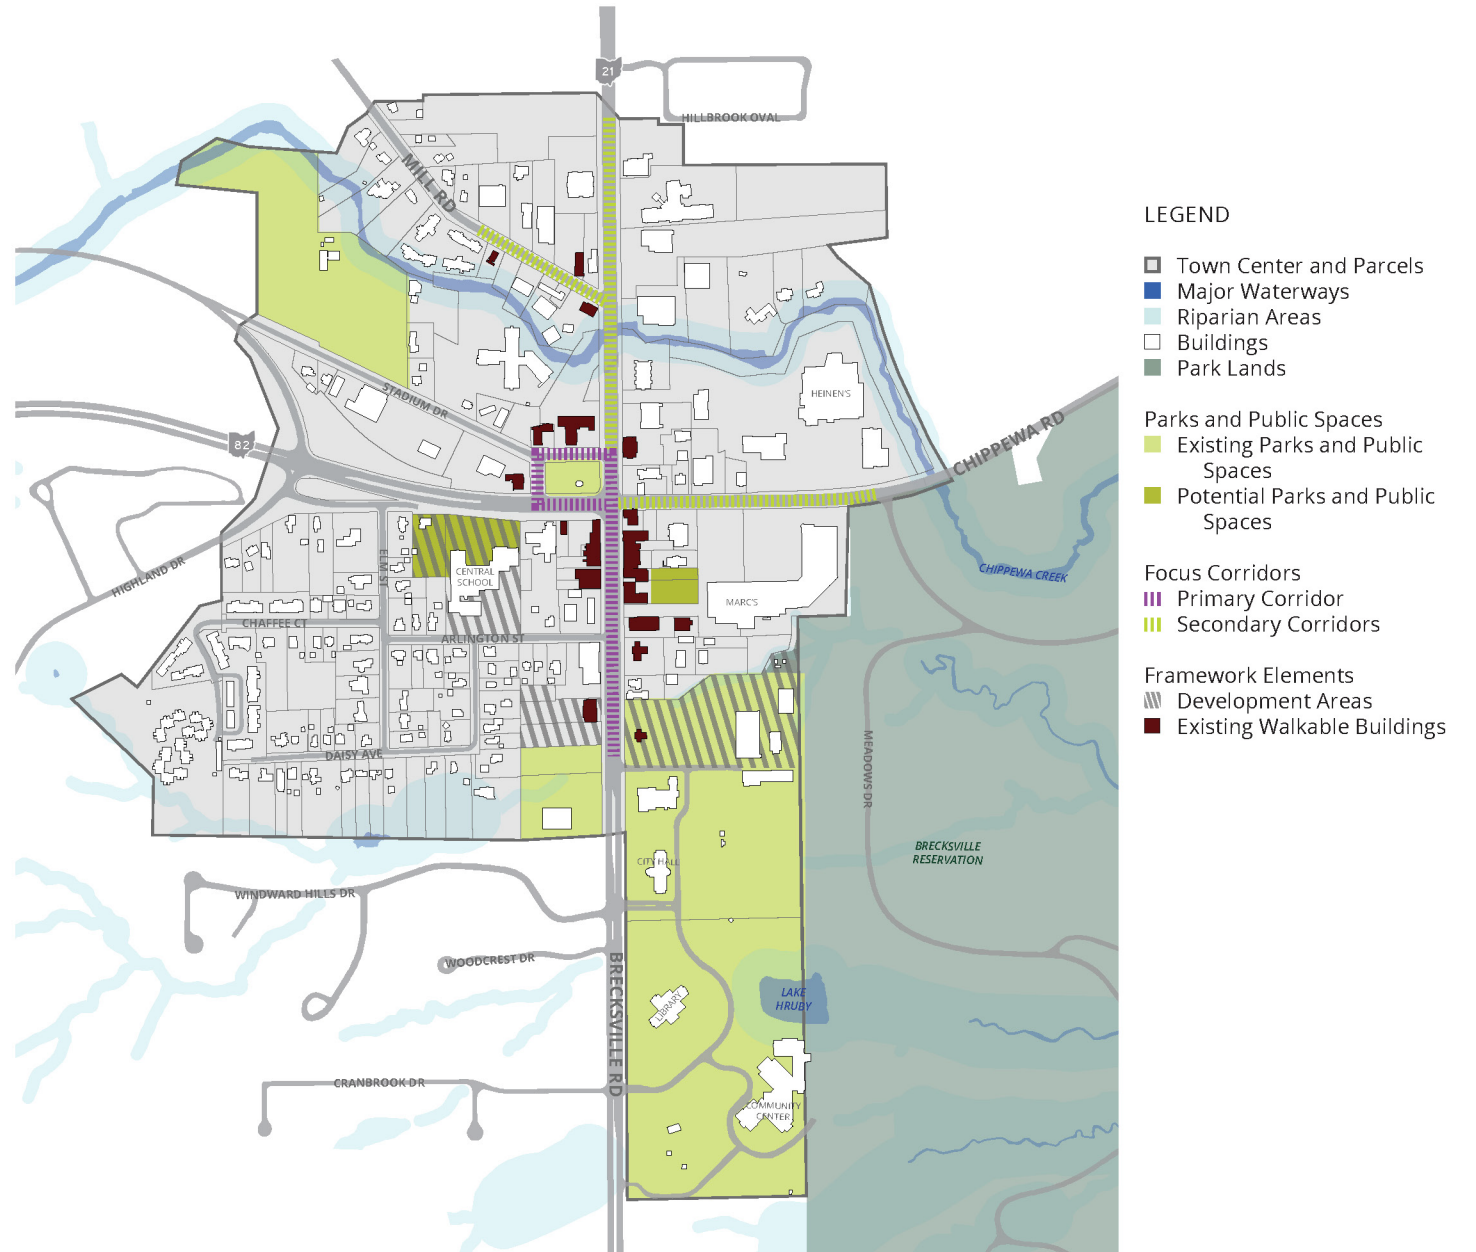 21
HILLBROOK OVAL
MILL RD
LEGEND
Town Center and Parcels
Major Waterways
Riparian Areas
Buildings
Park Lands
Parks and Public Spaces
Existing Parks and Public
Spaces
Potential Parks and Public
Spaces
Focus Corridors
Primary Corridor
Secondary Corridors
Framework Elements
Development Areas
Existing Walkable Buildings
STADIUM DR
HEINEN'S
82
CHIPPEWA RD
HIGHLAND DR
ELM ST
CENTRAL
SCHOOL
CHIPPEWA CREEK
MARC'S
CHAFFEE CT
ARLINGTON ST
DAISY AVE
MEADOWS DR
BRECKSVILLE
RESERVATION
CITY HALL
WINDWARD HILLS DR
WOODCREST DR
BRECKSVILLE RD
LAKE
HRUBY
LIBRARY
CRANBROOK DR
COMMUNITY
CENTER